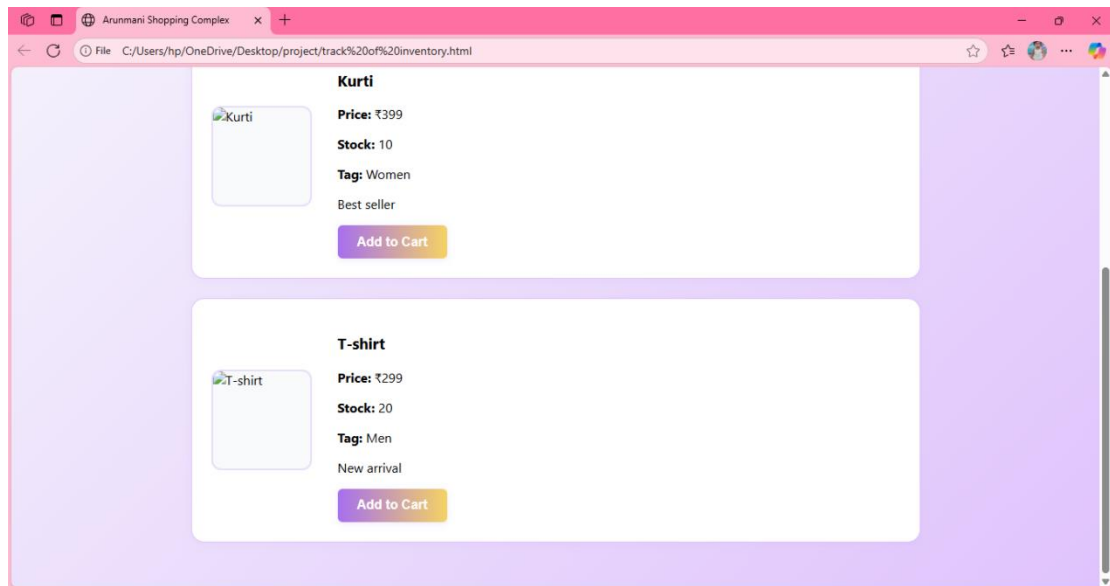 Arunmani Shopping Complex
File C:/Users/hp/OneDrive/Desktop/project/track%20of%20inventory.html
Kurti
Kurti
Price: ₹399
Stock: 10
Tag: Women
Best seller
Add to Cart
T-shirt
T-shirt
Price: ₹299
Stock: 20
Tag: Men
New arrival
Add to Cart